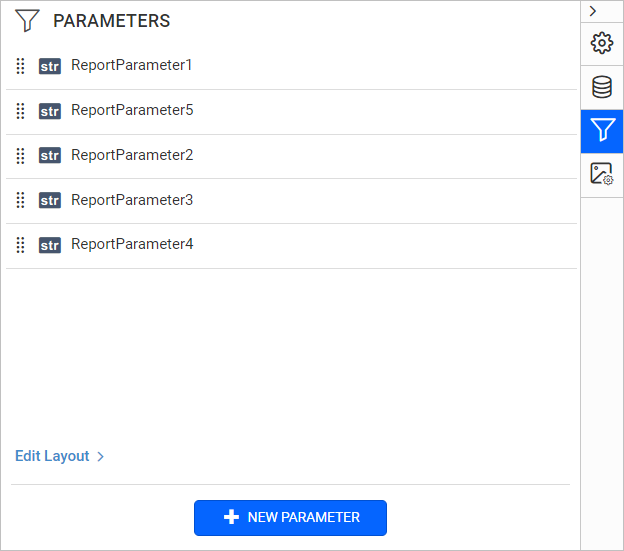 PARAMETERS
str ReportParameter1
str ReportParameter5
str ReportParameter2
str ReportParameter3
str ReportParameter4
Edit Layout
NEW PARAMETER